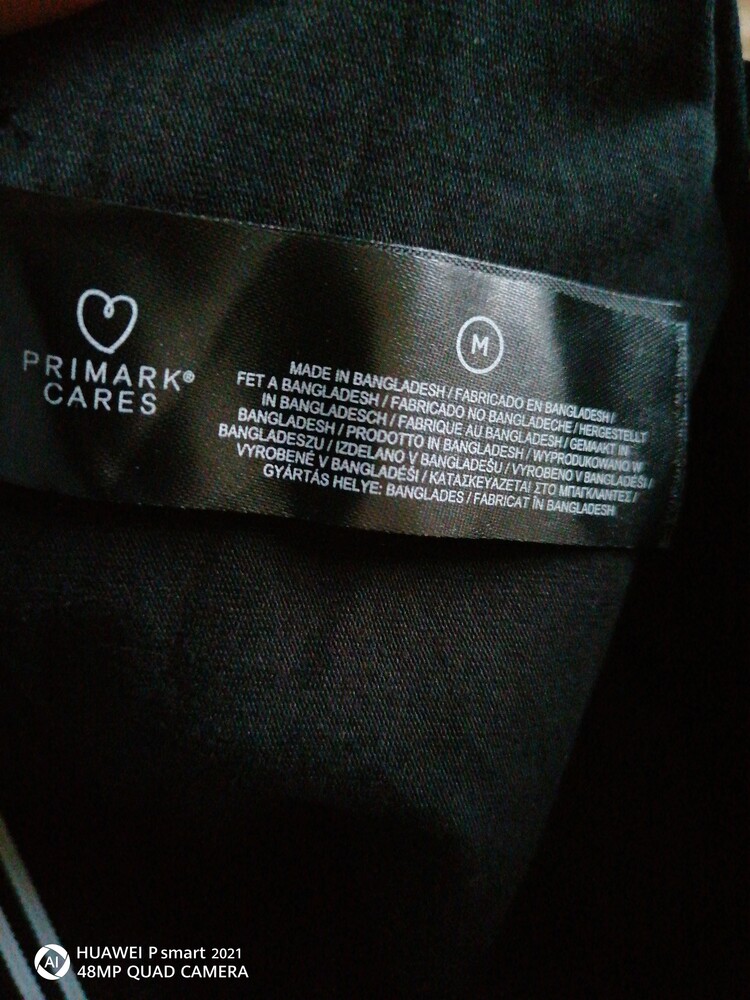 PRIMARK®
CARES
M
MADE IN BANGLADESH / FABRICADO EN BANGLADESH /
FET A BANGLADESH / FABRICADO NO BANGLADECHE / HERGESTELLT
IN BANGLADESCH / FABRIQUE AU BANGLADESH / GEMAAKT IN
BANGLADESH / PRODOTTO IN BANGLADESH / WYPRODUKOWANO W
BANGLADESZU / IZDELANO V BANGLADEŠU / VYROBENO V BANGLADÉŠI /
VYROBENÉ V BANGLADÉŠI / ΚΑΤΑΣΚΕΥΑΖΕΤΑΙ ΣΤΟ ΜΠΑΓΚΛΑΝΤΕΣ /
GYÁRTÁS HELYE: BANGLADES / FABRICAT ÎN BANGLADESH
AI
HUAWEI P smart 2021
48MP QUAD CAMERA